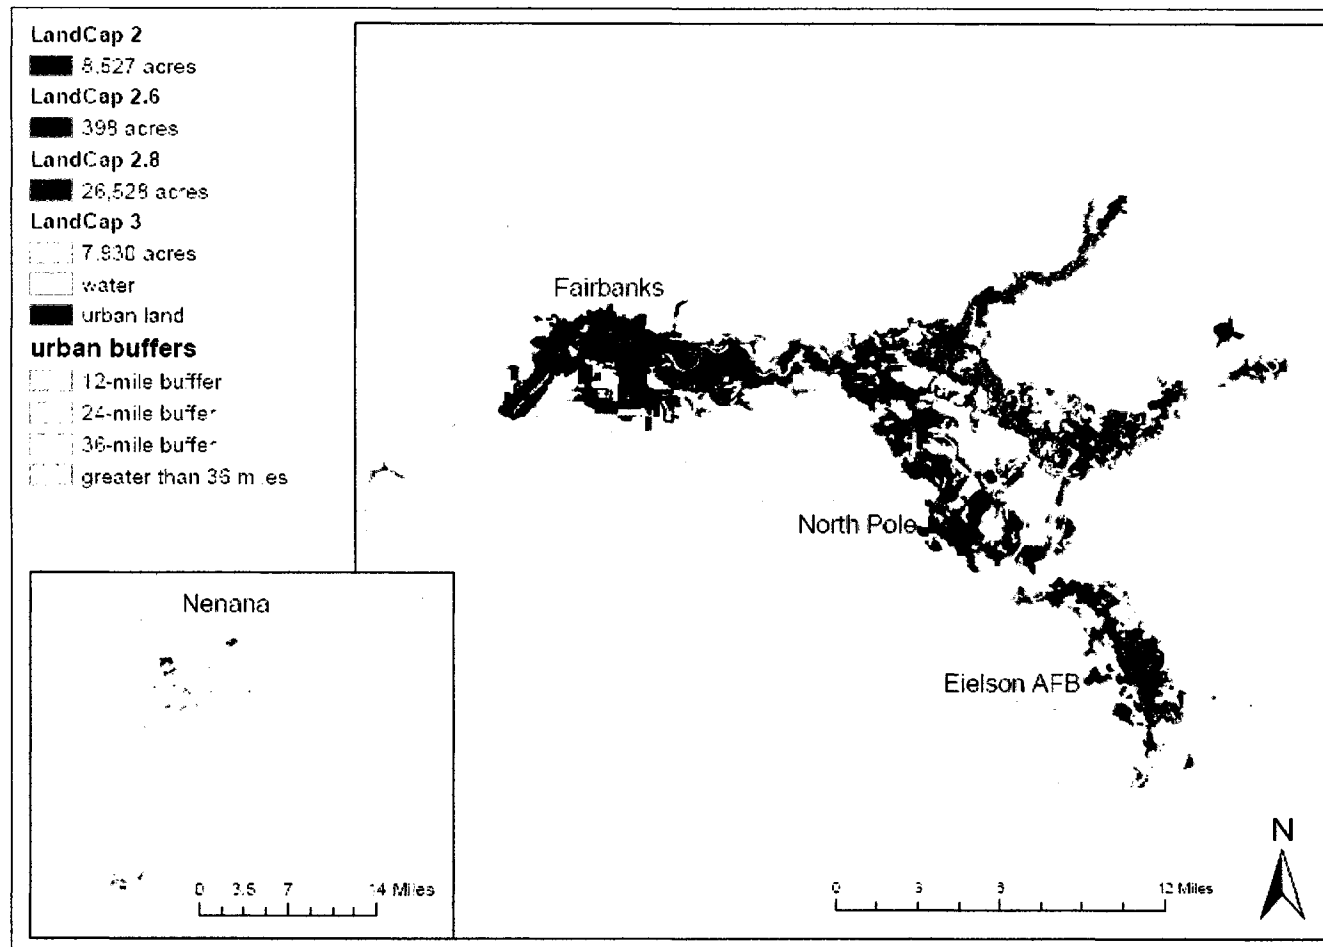 LandCap 2
8,527 acres
LandCap 2.6
398 acres
LandCap 2.8
26,528 acres
LandCap 3
7,930 acres
water
urban land
urban buffers
12-mile buffer
24-mile buffer
36-mile buffer
greater than 36 miles
Fairbanks
North Pole
Eielson AFB
Nenana
0 3.5 7 14 Miles
0 3 6 12 Miles
N